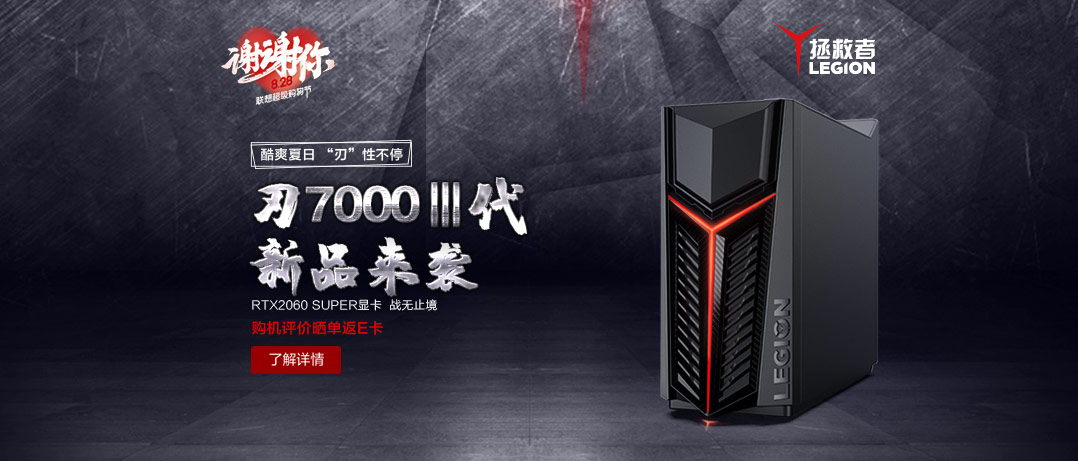 谢谢你,
8.28
联想超级购物节
拯救者
LEGION
酷爽夏日 “刃”性不停
刃7000 III代
新品来袭
RTX2060 SUPER显卡 战无止境
购机评价晒单返E卡
了解详情
LEGION